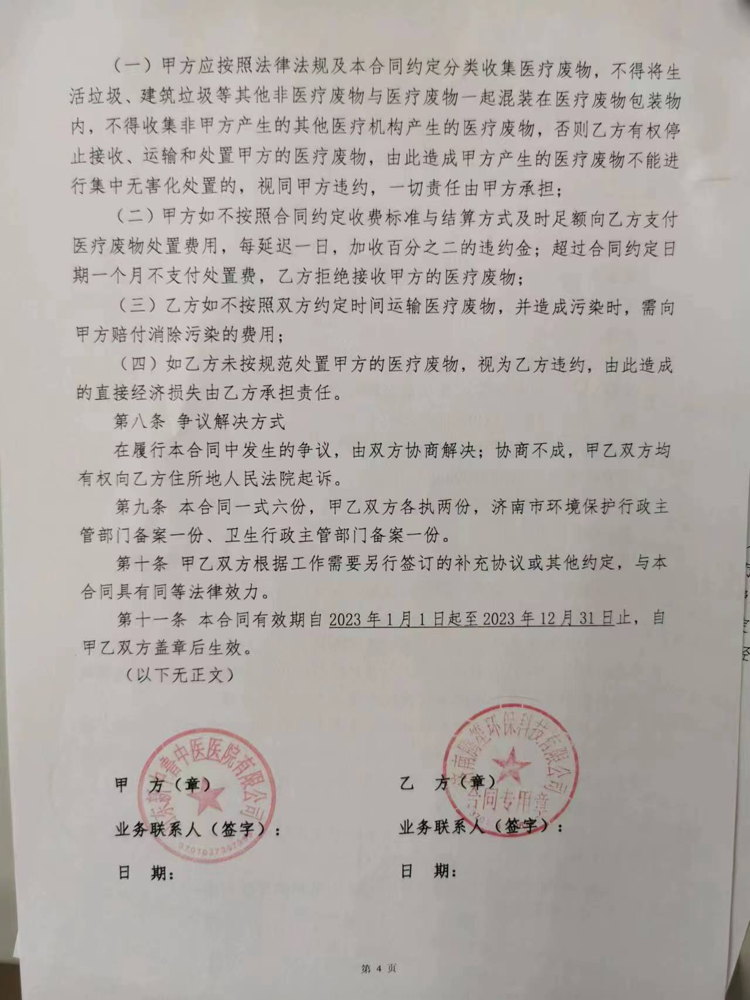 （一）甲方应按照法律法规及本合同约定分类收集医疗废物，不得将生
活垃圾、建筑垃圾等其他非医疗废物与医疗废物一起混装在医疗废物包装物
内，不得收集非甲方产生的其他医疗机构产生的医疗废物，否则乙方有权停
止接收、运输和处置甲方的医疗废物，由此造成甲方产生的医疗废物不能进
行集中无害化处置的，视同甲方违约，一切责任由甲方承担；
（二）甲方如不按照合同约定收费标准与结算方式及时足额向乙方支付
医疗废物处置费用，每延迟一日，加收百分之二的违约金；超过合同约定日
期一个月不支付处置费，乙方拒绝接收甲方的医疗废物；
（三）乙方如不按照双方约定时间运输医疗废物，并造成污染时，需向
甲方赔付消除污染的费用；
（四）如乙方未按规范处置甲方的医疗废物，视为乙方违约，由此造成
的直接经济损失由乙方承担责任。
第八条 争议解决方式
在履行本合同中发生的争议，由双方协商解决；协商不成，甲乙双方均
有权向乙方住所地人民法院起诉。
第九条 本合同一式六份，甲乙双方各执两份，济南市环境保护行政主
管部门备案一份、卫生行政主管部门备案一份。
第十条 甲乙双方根据工作需要另行签订的补充协议或其他约定，与本
合同具有同等法律效力。
第十一条 本合同有效期自 2023 年 1 月 1 日起至 2023 年 12 月 31 日止，自
甲乙双方盖章后生效。
（以下无正文）
中鲁中医医院有限公司
环保科技有限公司
合同专用章
甲 方（章）
乙 方（章）
业务联系人（签字）：
业务联系人（签字）：
日 期：
日 期：
第 4 页